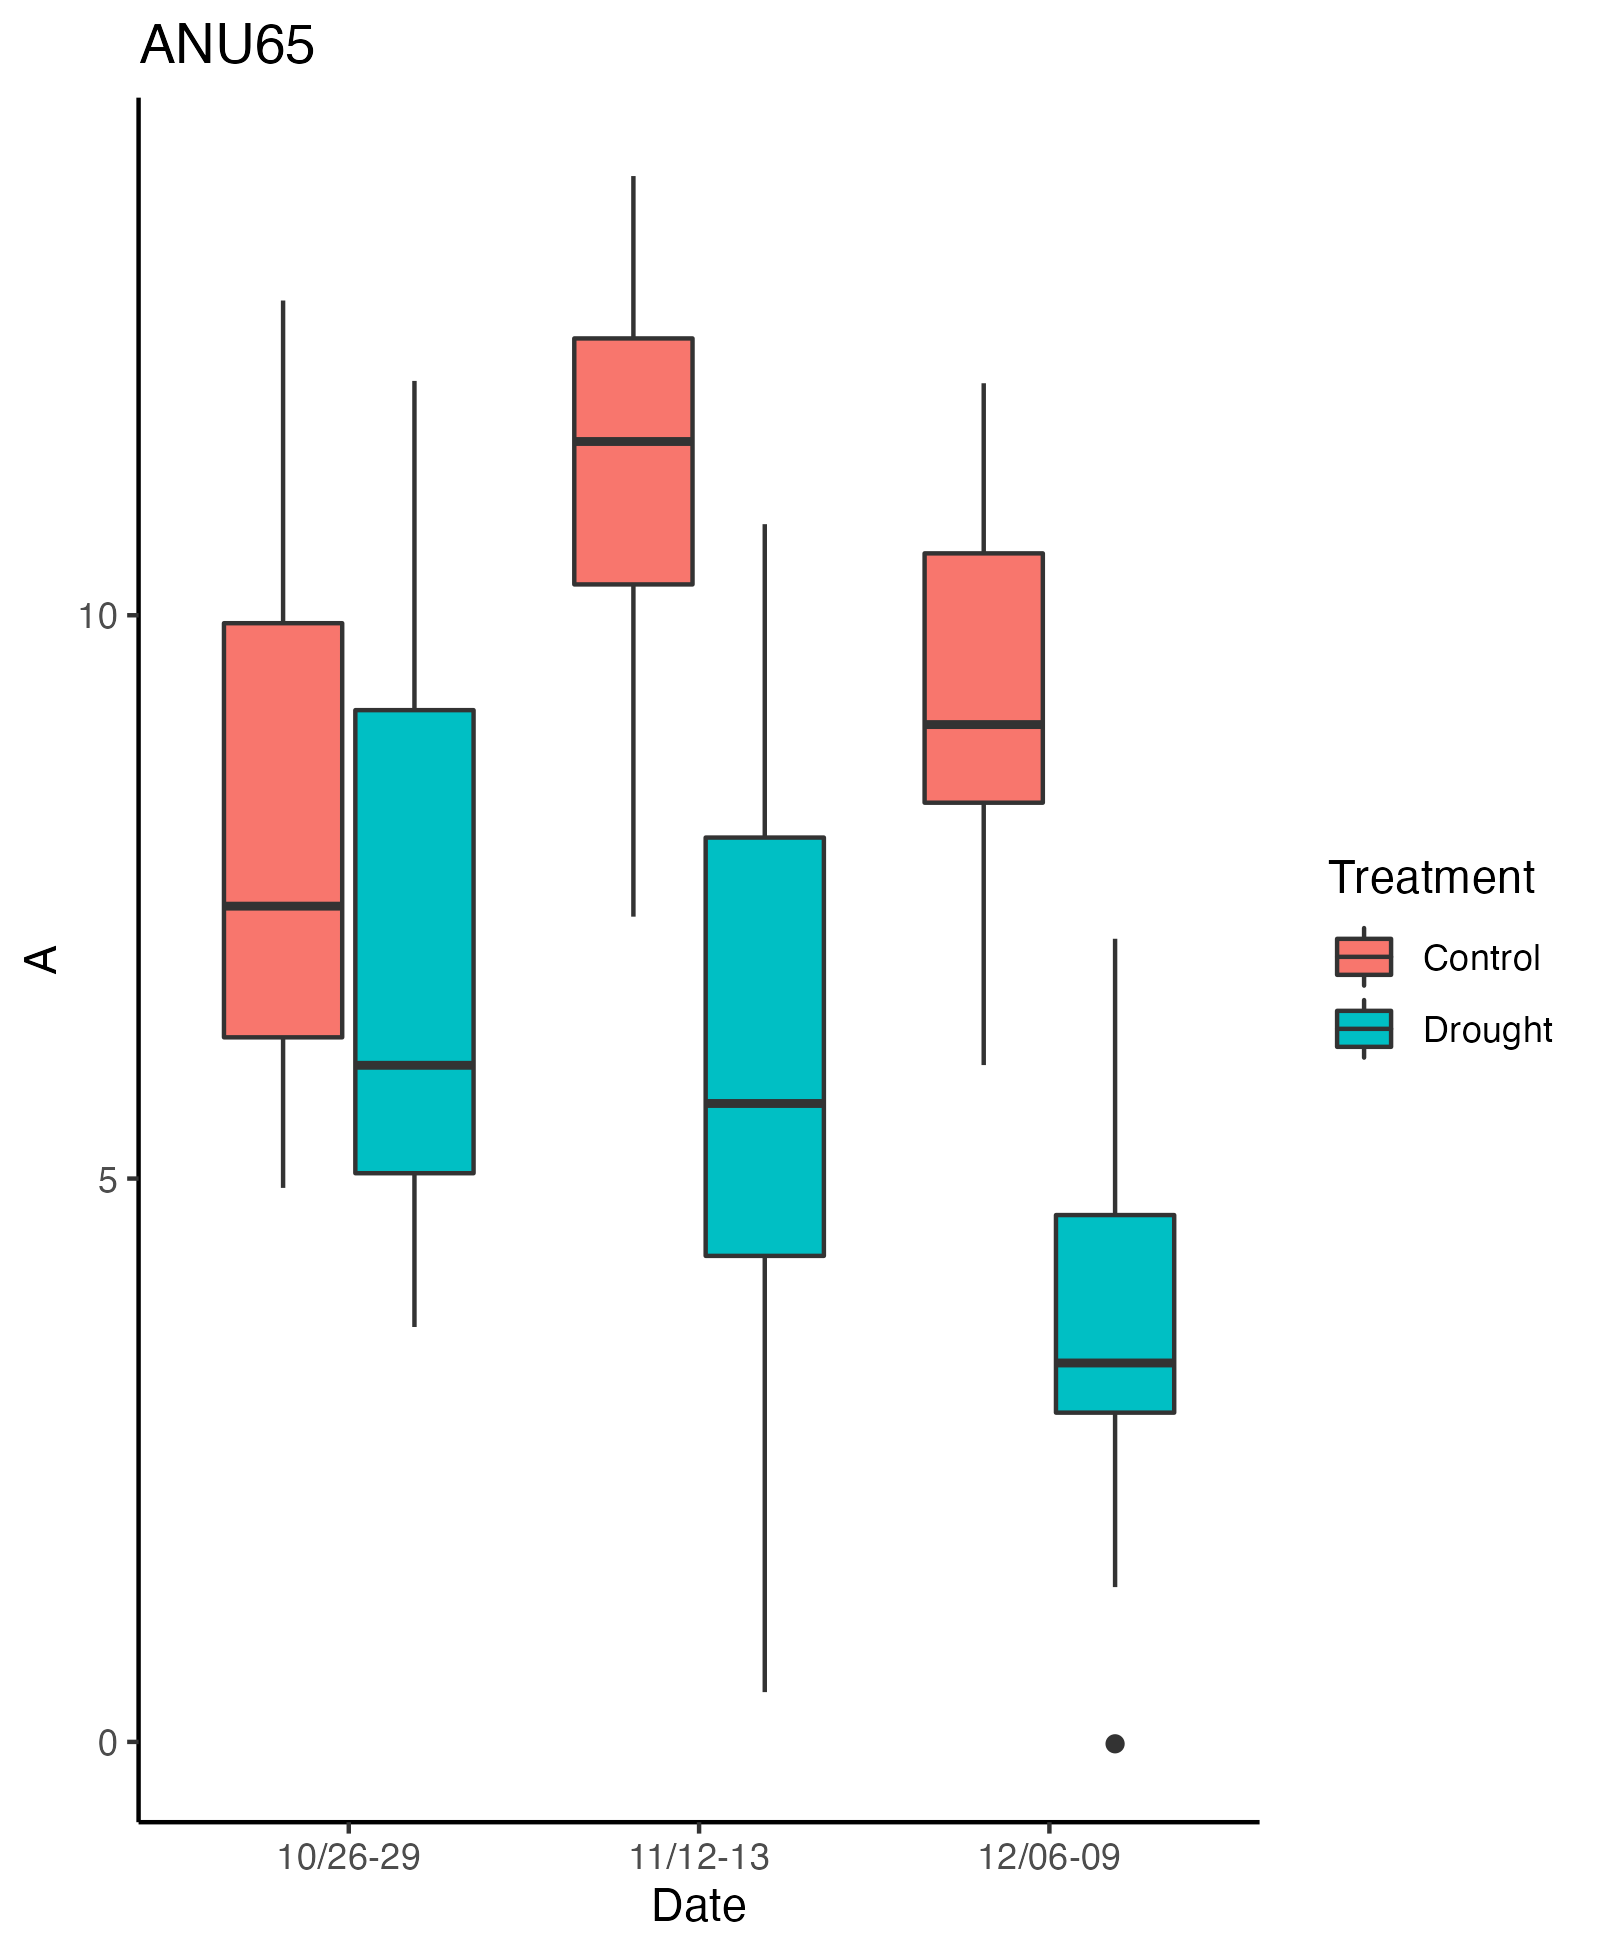 ANU65
10
5
0
A
10/26-29
11/12-13
12/06-09
Date
Treatment
Control
Drought